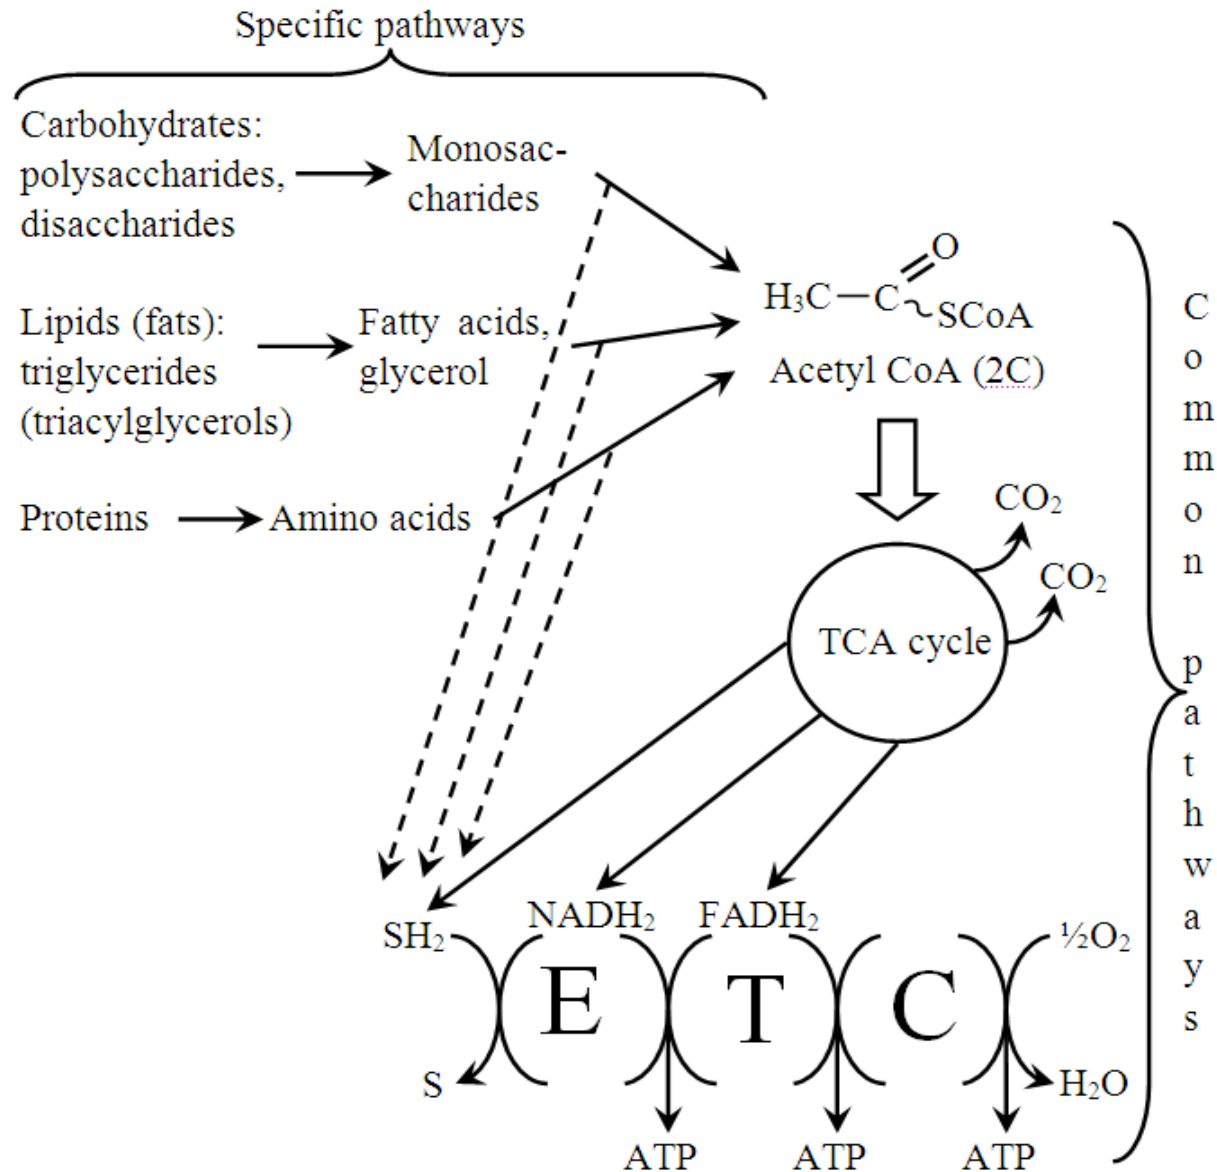 Specific pathways
Carbohydrates:
polysaccharides,
disaccharides
Monosac-
charides
Lipids (fats):
triglycerides
(triacylglycerols)
Fatty acids,
glycerol
Proteins
Amino acids
O
H₃C—C~SCoA
Acetyl CoA (2C)
CO₂
CO₂
TCA cycle
SH₂
NADH₂
FADH₂
½O₂
E T C
S
H₂O
ATP
ATP
ATP
Common pathways